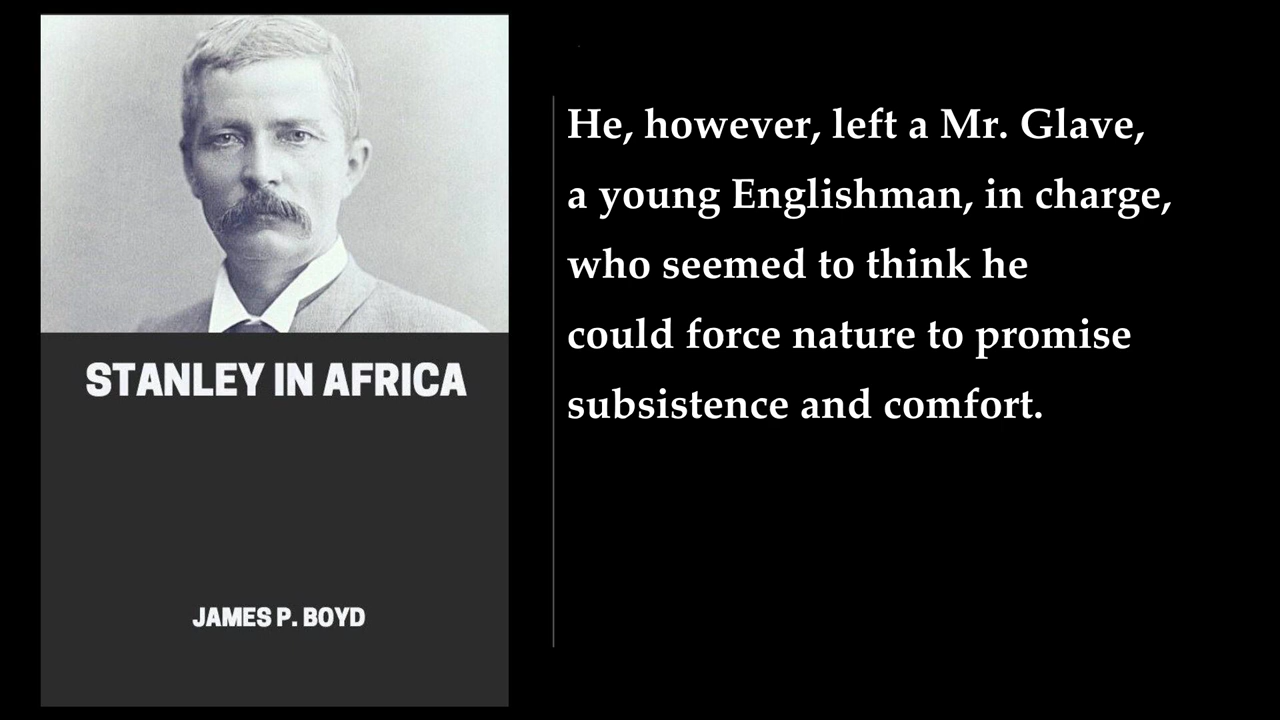 STANLEY IN AFRICA
JAMES P. BOYD
He, however, left a Mr. Glave,
a young Englishman, in charge,
who seemed to think he
could force nature to promise
subsistence and comfort.